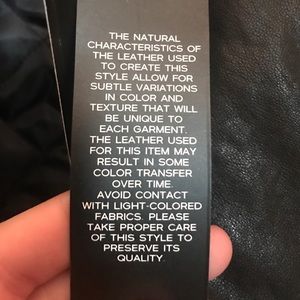 THE NATURAL
CHARACTERISTICS OF
THE LEATHER USED
TO CREATE THIS
STYLE ALLOW FOR
SUBTLE VARIATIONS
IN COLOR AND
TEXTURE THAT WILL
BE UNIQUE TO
EACH GARMENT.
THE LEATHER USED
FOR THIS ITEM MAY
RESULT IN SOME
COLOR TRANSFER
OVER TIME.
AVOID CONTACT
WITH LIGHT-COLORED
FABRICS. PLEASE
TAKE PROPER CARE
OF THIS STYLE TO
PRESERVE ITS
QUALITY.